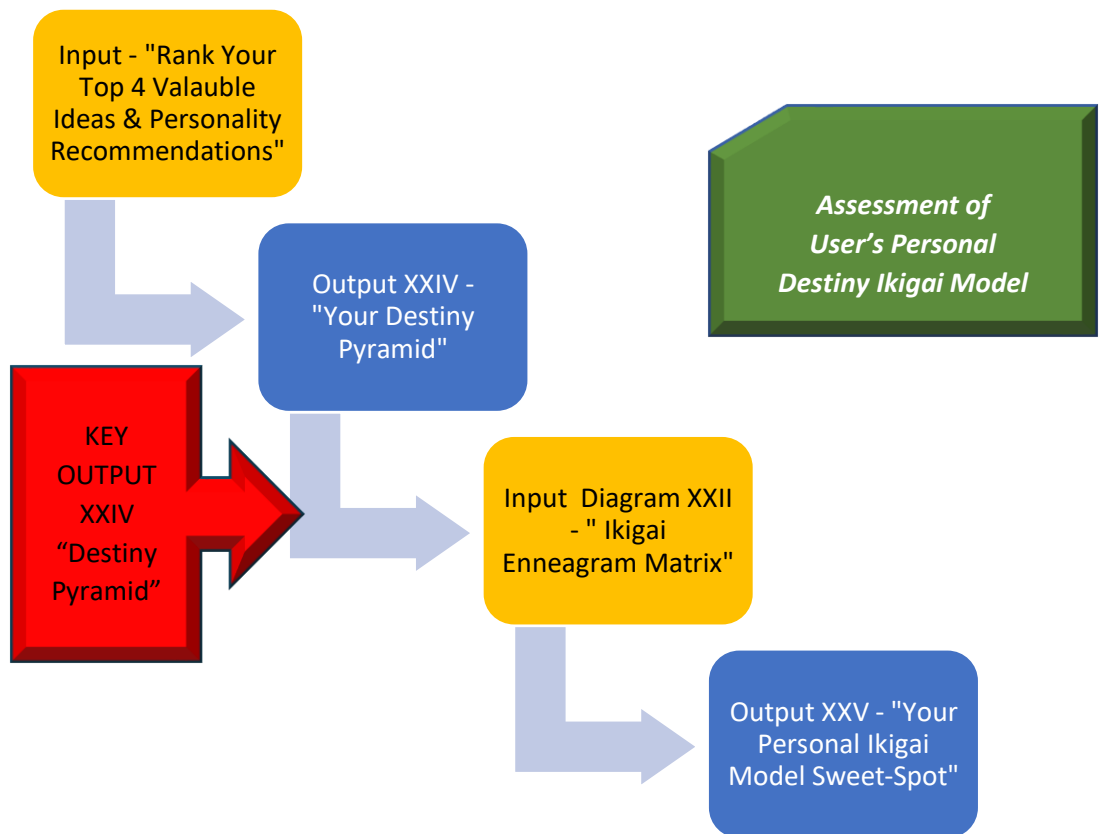 Input - "Rank Your
Top 4 Valauble
Ideas & Personality
Recommendations"
Assessment of
User’s Personal
Destiny Ikigai Model
Output XXIV -
"Your Destiny
Pyramid"
KEY
OUTPUT
XXIV
“Destiny
Pyramid”
Input  Diagram XXII
- " Ikigai
Enneagram Matrix"
Output XXV - "Your
Personal Ikigai
Model Sweet-Spot"